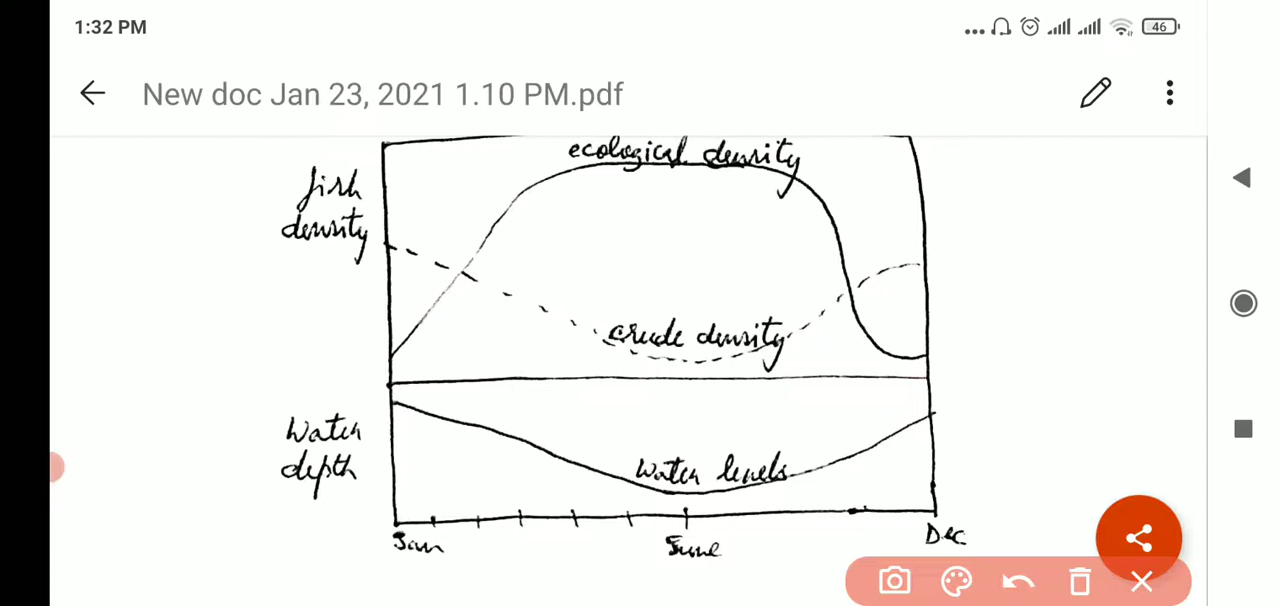 1:32 PM
46
New doc Jan 23, 2021 1.10 PM.pdf
ecological density
fish
density
crude density
Water
depth
Water levels
Jan
June
Dec